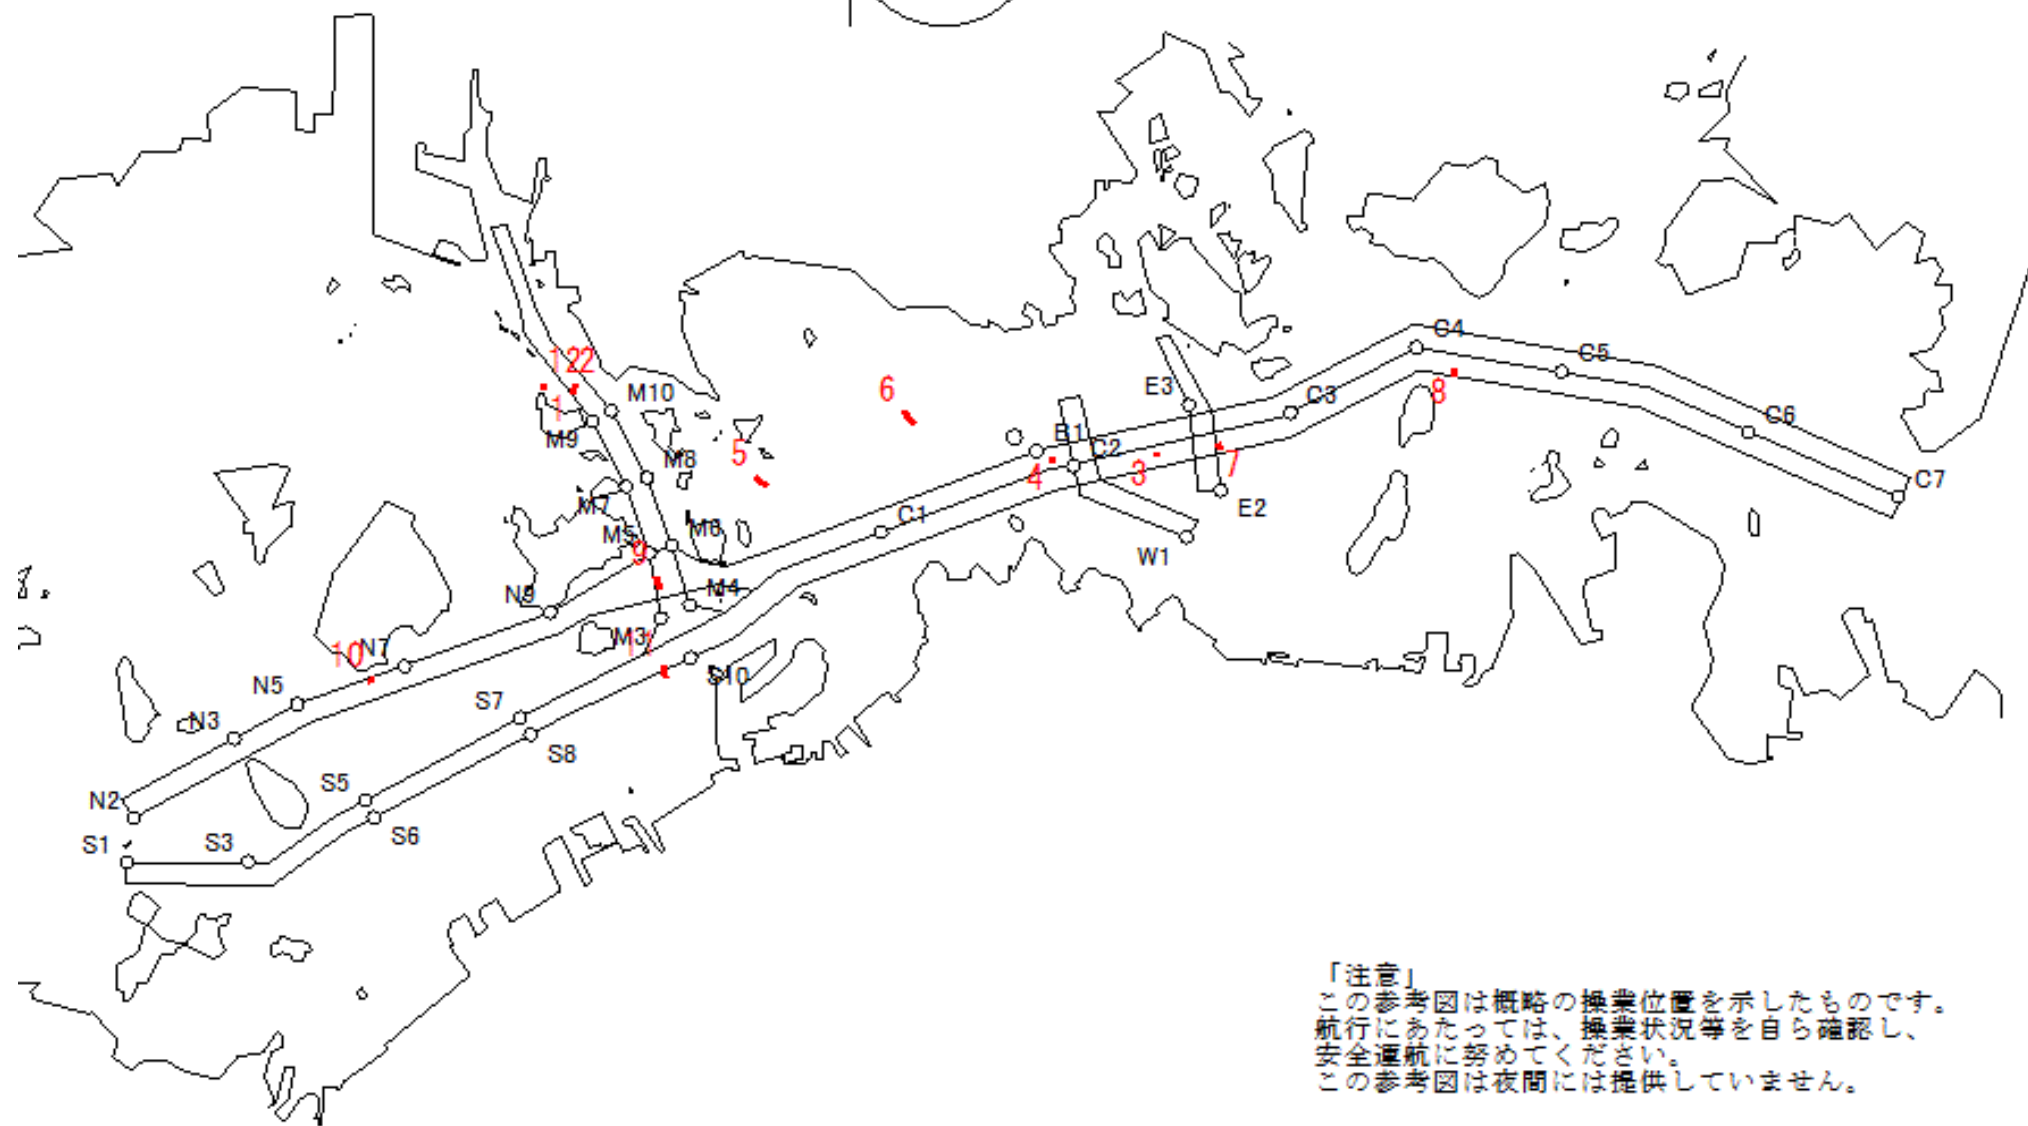 C4
C5
122
6
8
M10
E3
C3
1
M9
B1
C6
5
M8
C2
4
3
7
C7
M7
E2
C1
M5
M6
9
W1
N9
M4
M3
11
10
N7
S10
N5
S7
N3
S8
S5
N2
S6
S1
S3
「注意」
この参考図は概略の操業位置を示したものです。
航行にあたっては、操業状況等を自ら確認し、
安全運航に努めてください。
この参考図は夜間には提供していません。